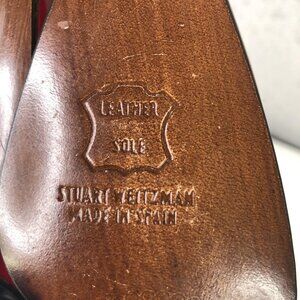 LEATHER
SOLE
STUART WEITZMAN
MADE IN SPAIN